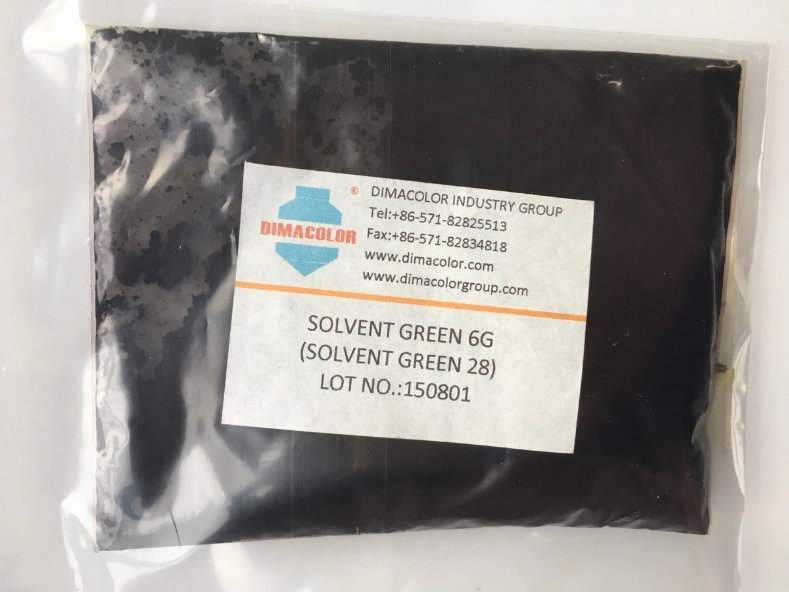 DIMACOLOR
®
DIMACOLOR INDUSTRY GROUP
Tel:+86-571-82825513
Fax:+86-571-82834818
www.dimacolor.com
www.dimacolorgroup.com
SOLVENT GREEN 6G
(SOLVENT GREEN 28)
LOT NO.:150801